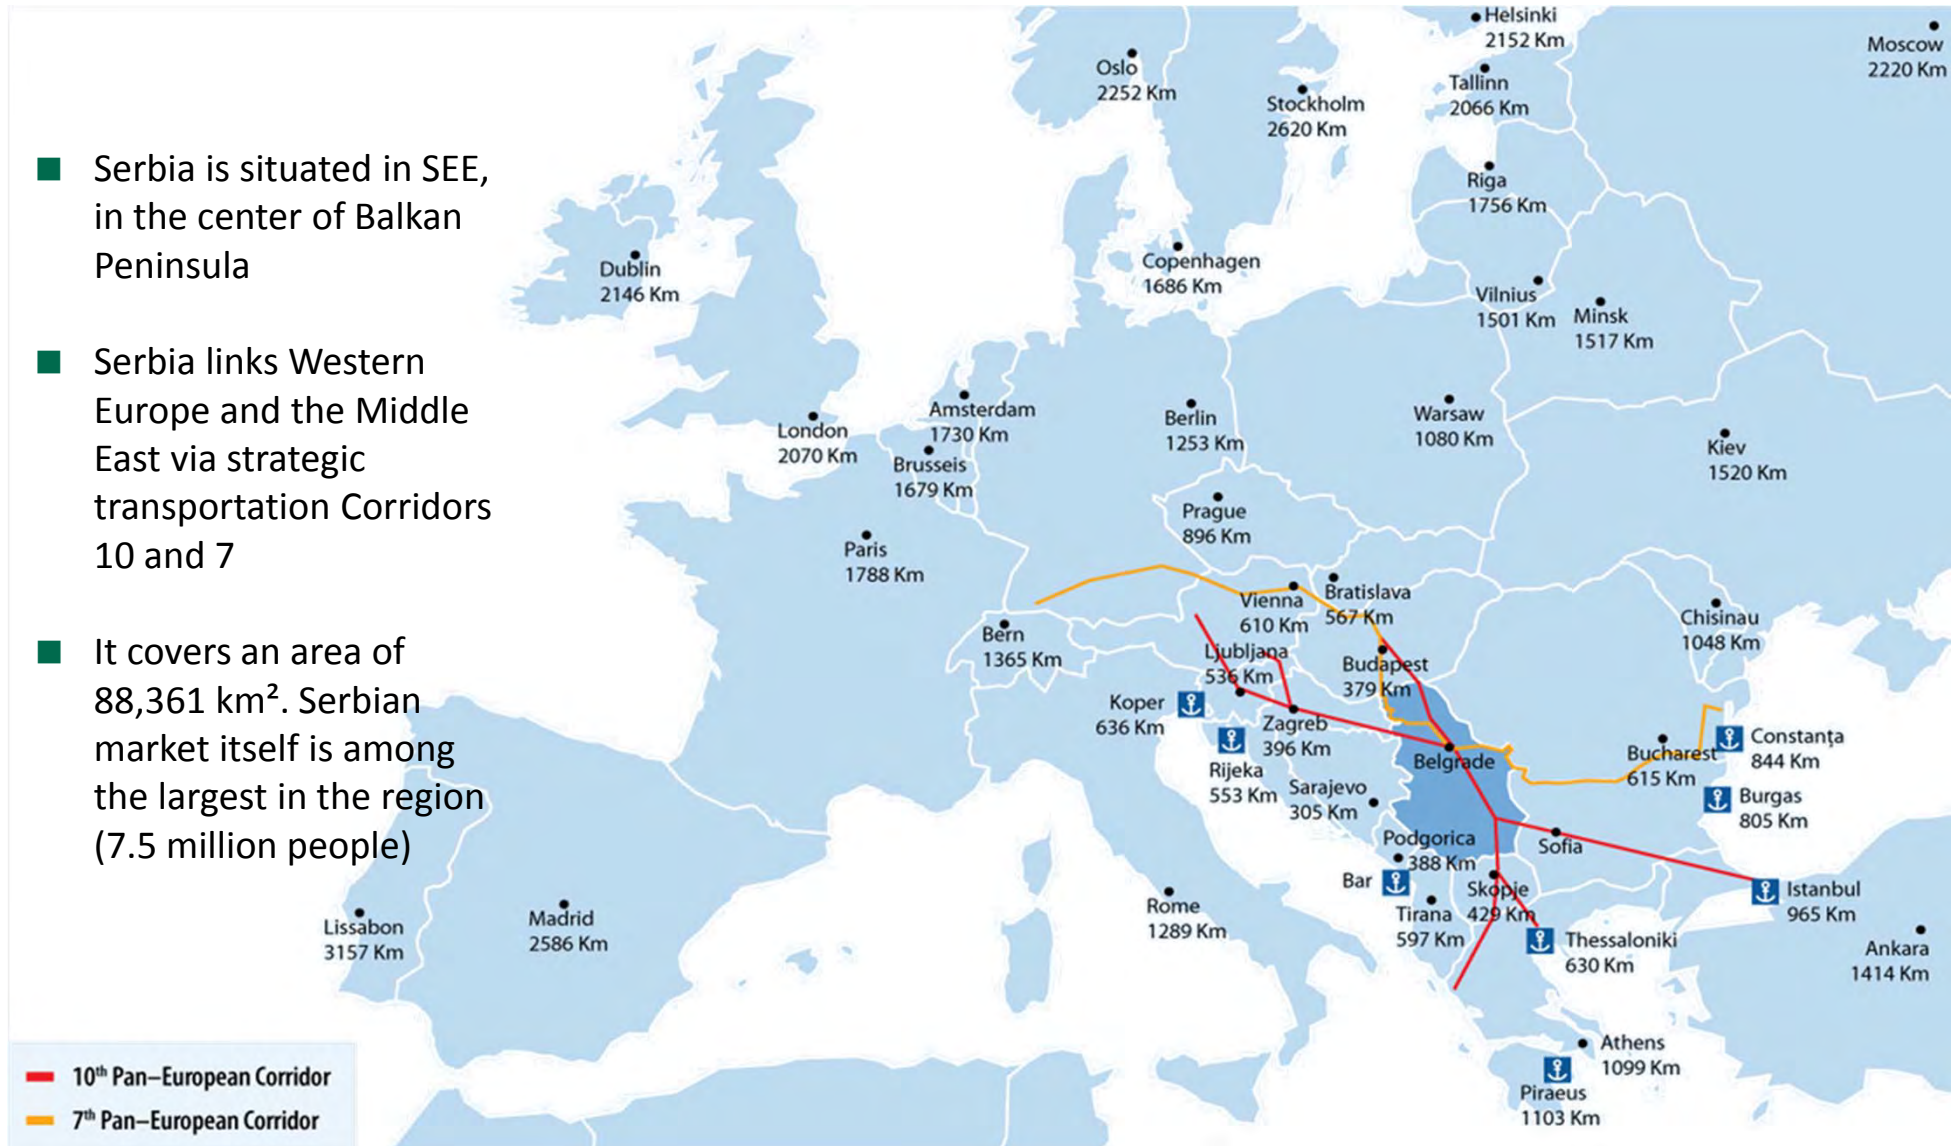 Serbia is situated in SEE,
in the center of Balkan
Peninsula
Serbia links Western
Europe and the Middle
East via strategic
transportation Corridors
10 and 7
It covers an area of
88,361 km². Serbian
market itself is among
the largest in the region
(7.5 million people)
Helsinki
2152 Km
Moscow
2220 Km
Oslo
2252 Km
Tallinn
2066 Km
Stockholm
2620 Km
Riga
1756 Km
Dublin
2146 Km
Copenhagen
1686 Km
Vilnius
1501 Km
Minsk
1517 Km
Amsterdam
1730 Km
London
2070 Km
Berlin
1253 Km
Warsaw
1080 Km
Brusseis
1679 Km
Kiev
1520 Km
Prague
896 Km
Paris
1788 Km
Vienna
610 Km
Bratislava
567 Km
Chisinau
1048 Km
Bern
1365 Km
Ljubljana
536 Km
Budapest
379 Km
Koper
636 Km
Zagreb
396 Km
Belgrade
Bucharest
615 Km
Constanța
844 Km
Rijeka
553 Km
Sarajevo
305 Km
Burgas
805 Km
Podgorica
388 Km
Sofia
Bar
Skopje
429 Km
Istanbul
965 Km
Tirana
597 Km
Rome
1289 Km
Madrid
2586 Km
Lissabon
3157 Km
Thessaloniki
630 Km
Ankara
1414 Km
Athens
1099 Km
Piraeus
1103 Km
10th Pan–European Corridor
7th Pan–European Corridor